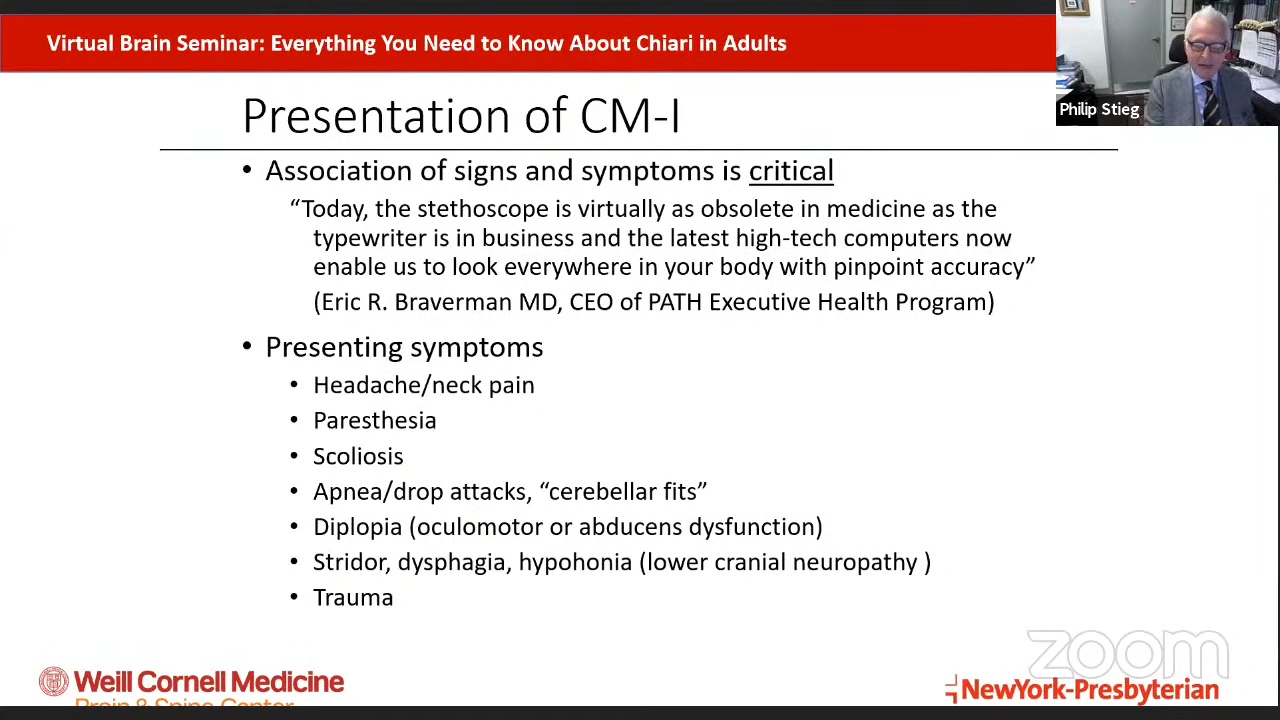 Virtual Brain Seminar: Everything You Need to Know About Chiari in Adults
Philip Stieg
Presentation of CM-I
• Association of signs and symptoms is critical
“Today, the stethoscope is virtually as obsolete in medicine as the
typewriter is in business and the latest high-tech computers now
enable us to look everywhere in your body with pinpoint accuracy”
(Eric R. Braverman MD, CEO of PATH Executive Health Program)
• Presenting symptoms
• Headache/neck pain
• Paresthesia
• Scoliosis
• Apnea/drop attacks, “cerebellar fits”
• Diplopia (oculomotor or abducens dysfunction)
• Stridor, dysphagia, hypohonia (lower cranial neuropathy )
• Trauma
zoom
Weill Cornell Medicine
Brain & Spine Center
NewYork-Presbyterian